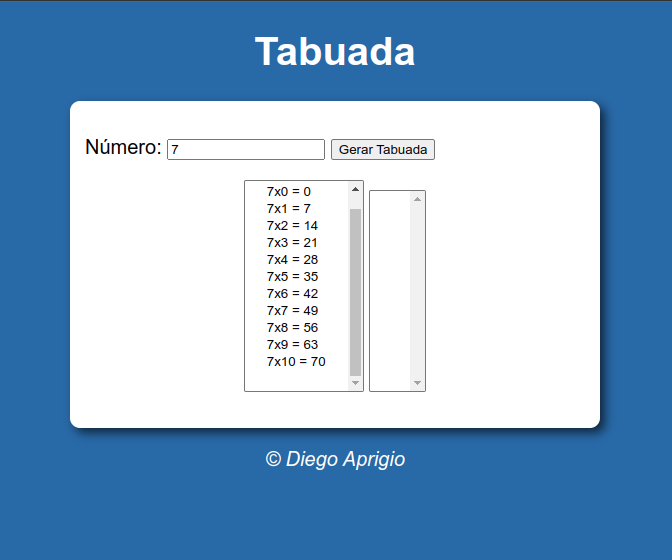 Tabuada
Número: 7 Gerar Tabuada
7x0 = 0
7x1 = 7
7x2 = 14
7x3 = 21
7x4 = 28
7x5 = 35
7x6 = 42
7x7 = 49
7x8 = 56
7x9 = 63
7x10 = 70
© Diego Aprigio